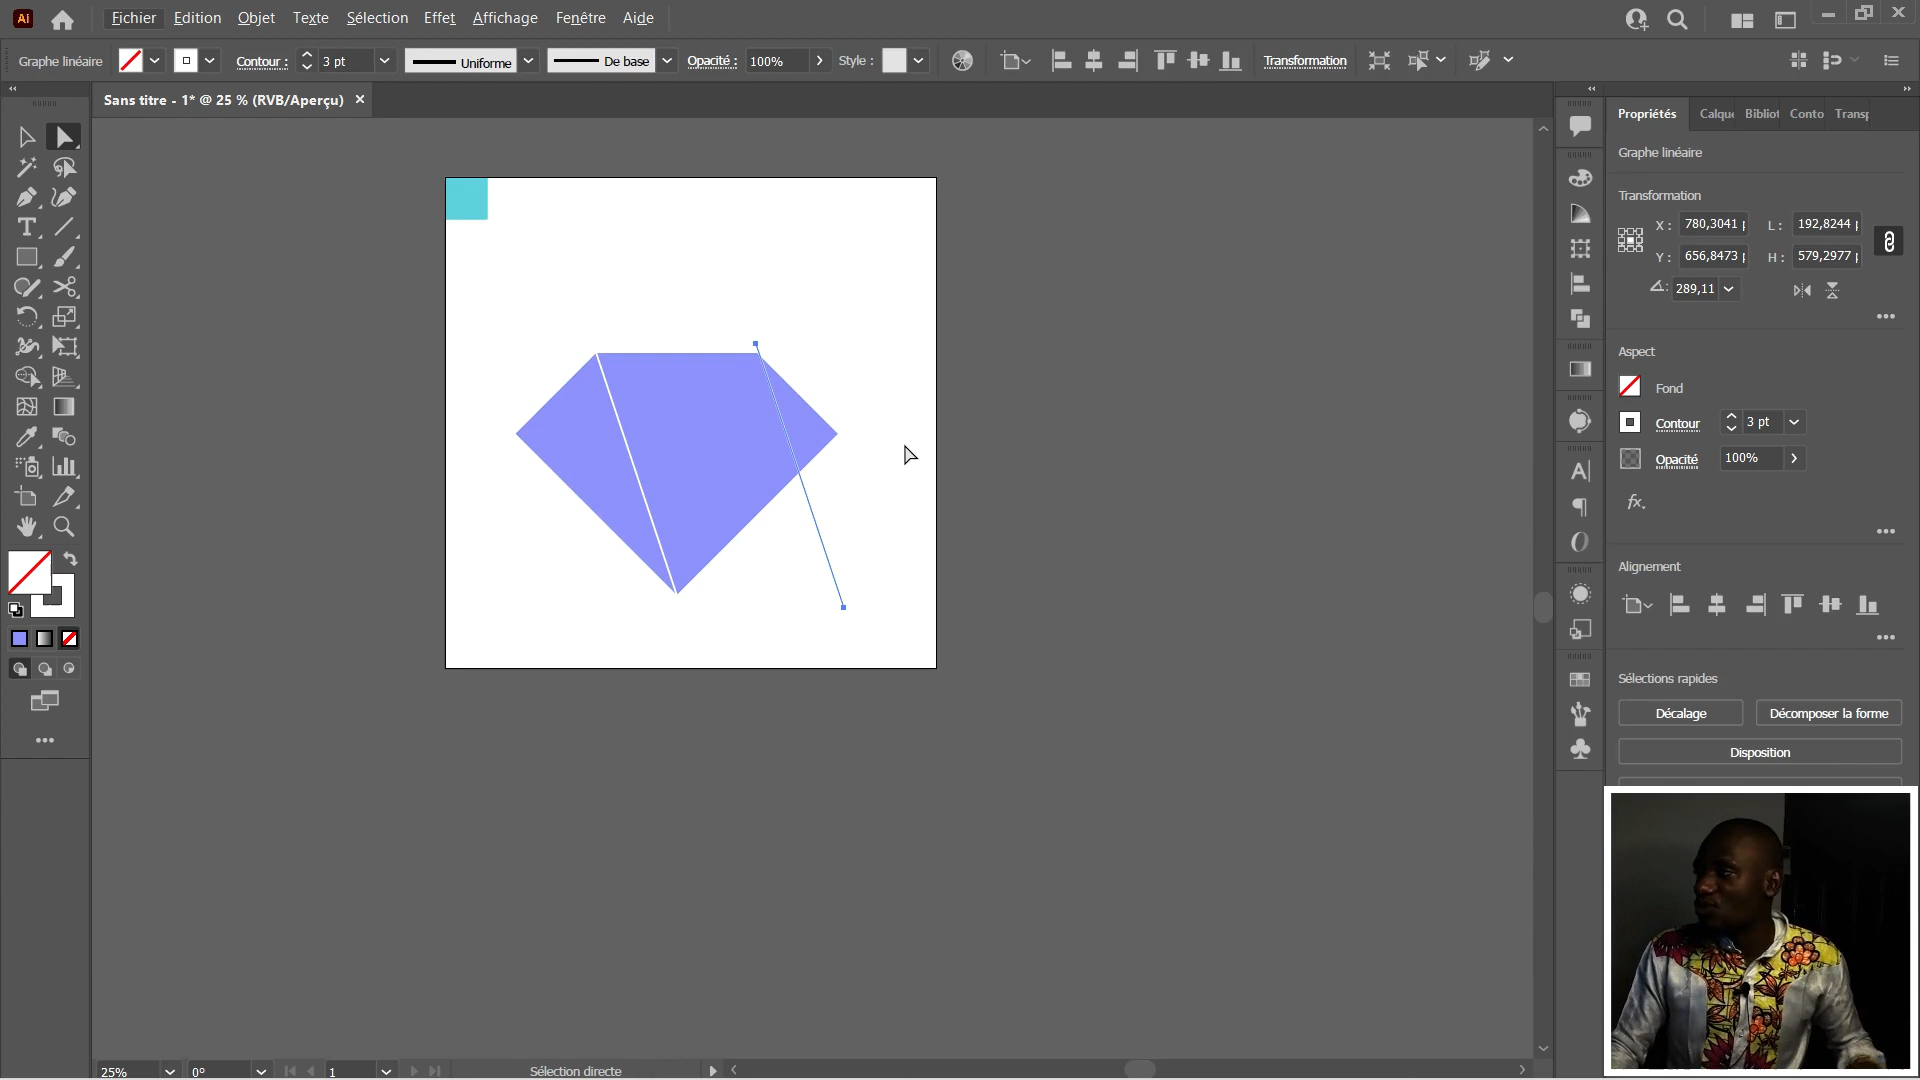 Ai
Fichier Edition Objet Texte Sélection Effet Affichage Fenêtre Aide
Graphe linéaire Contour : 3 pt Uniforme De base Opacité : 100% Style : Transformation
Sans titre - 1* @ 25 % (RVB/Aperçu) ×
Propriétés Calque Bibliot Conto Transp
Graphe linéaire
Transformation
X : 780,3041 L : 192,8244
Y : 656,8473 H : 579,2977
289,11
Aspect
Fond
Contour 3 pt
Opacité 100%
fx
Alignement
Sélections rapides
Décalage Décomposer la forme
Disposition
25% 0° 1 Sélection directe